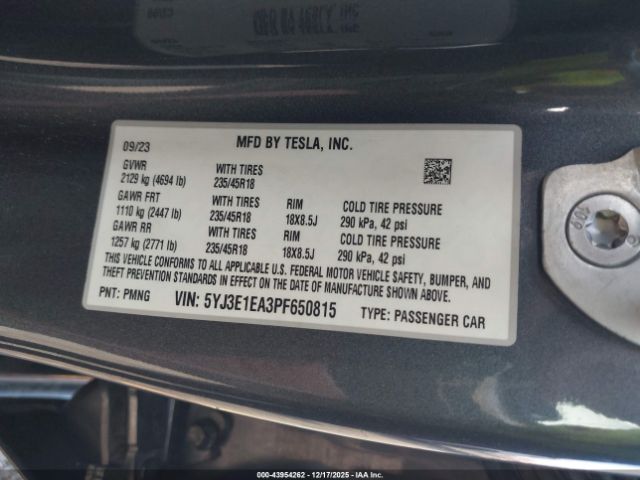 09/23 MFD BY TESLA, INC.
GVWR WITH TIRES
2129 kg (4694 lb) 235/45R18
GAWR FRT WITH TIRES RIM COLD TIRE PRESSURE
1110 kg (2447 lb) 235/45R18 18X8.5J 290 kPa, 42 psi
GAWR RR WITH TIRES RIM COLD TIRE PRESSURE
1257 kg (2771 lb) 235/45R18 18X8.5J 290 kPa, 42 psi
THIS VEHICLE CONFORMS TO ALL APPLICABLE U.S. FEDERAL MOTOR VEHICLE SAFETY, BUMPER, AND
THEFT PREVENTION STANDARDS IN EFFECT ON THE DATE OF MANUFACTURE SHOWN ABOVE.
PNT: PMNG VIN: 5YJ3E1EA3PF650815 TYPE: PASSENGER CAR
000-43954262 - 12/17/2025 - IAAI.COM